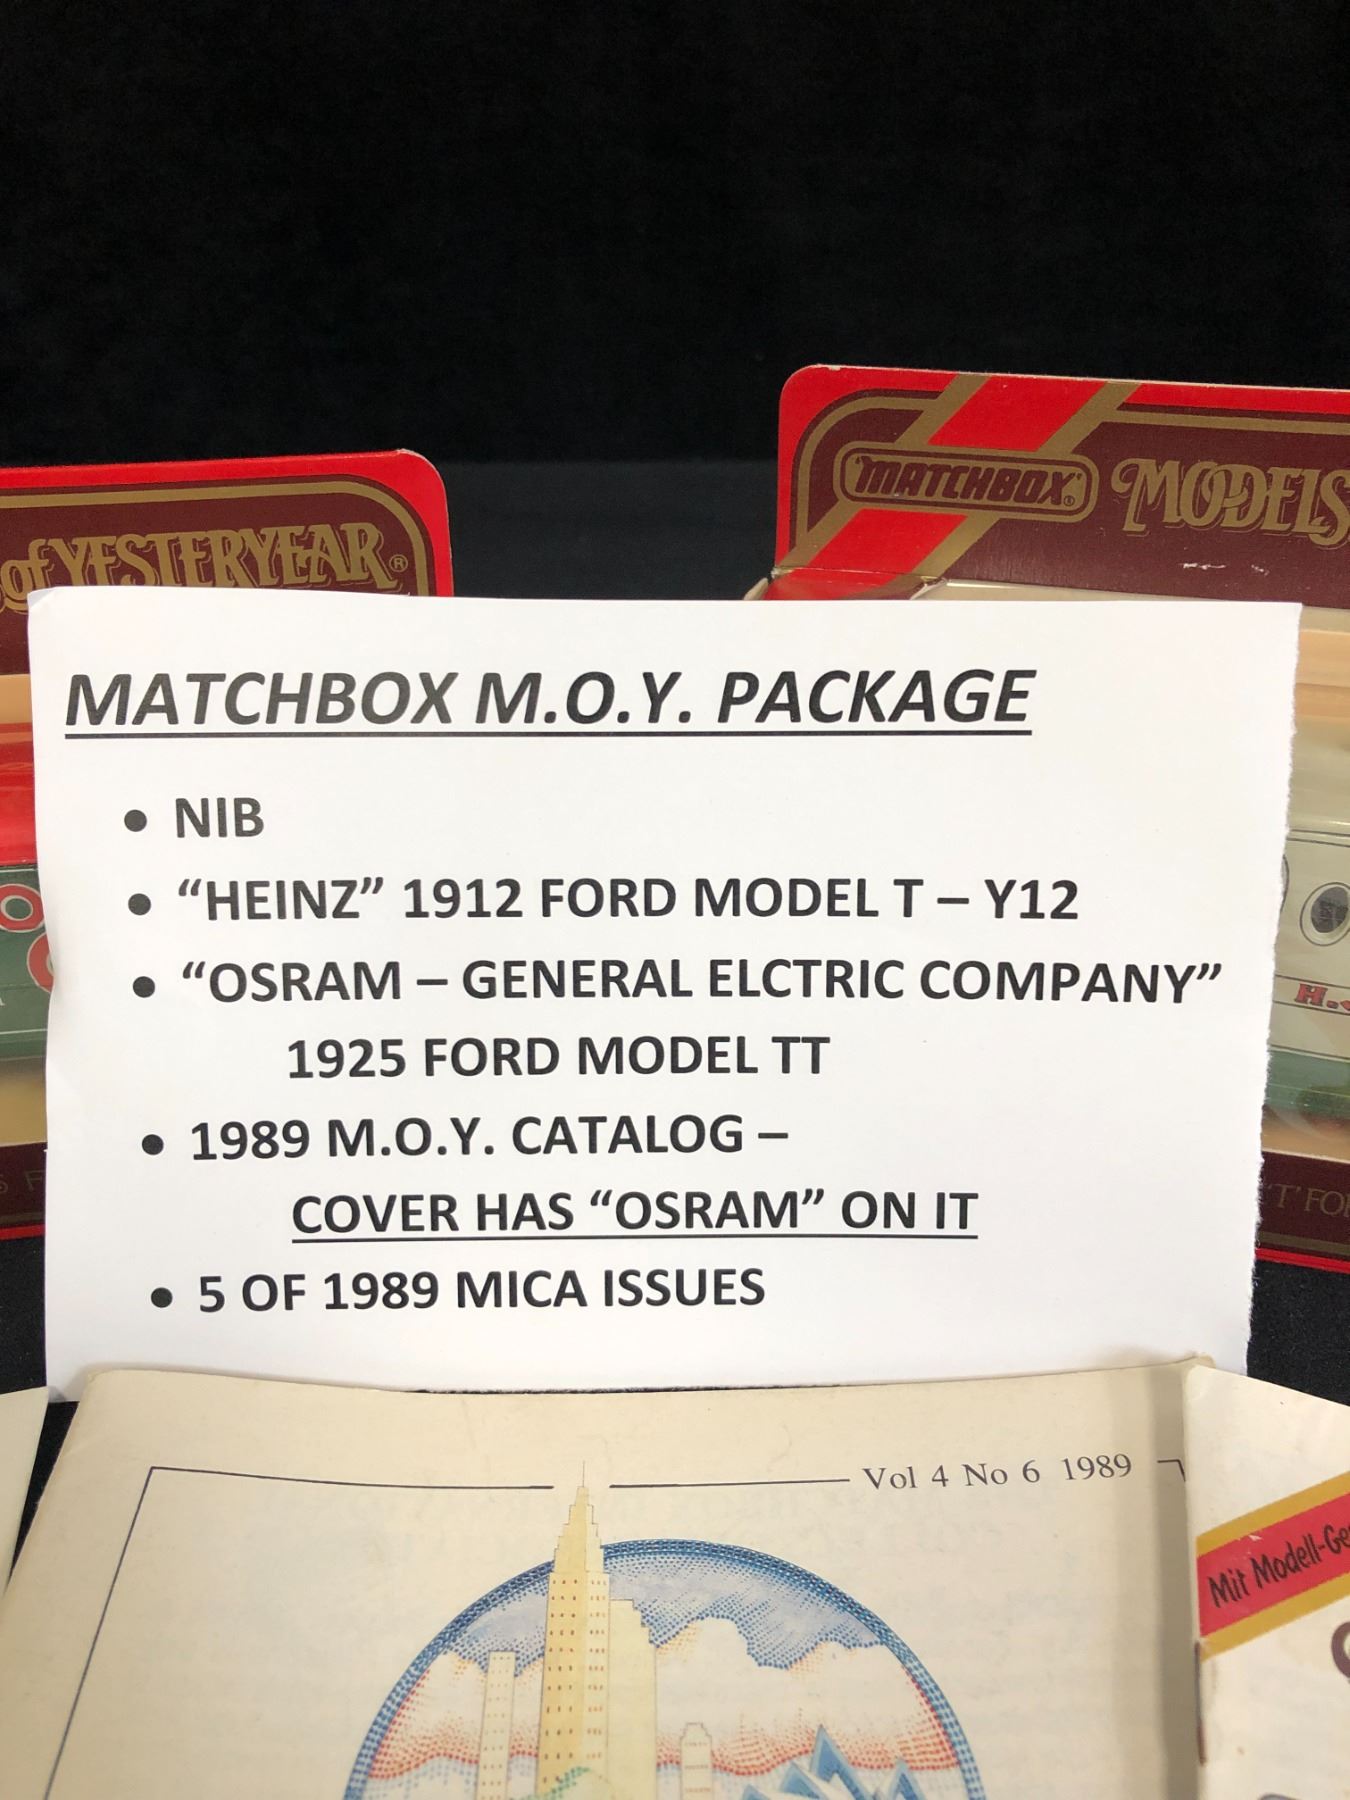 MATCHBOX® MODELS
of YESTERYEAR®
MATCHBOX M.O.Y. PACKAGE
• NIB
• “HEINZ” 1912 FORD MODEL T – Y12
• “OSRAM – GENERAL ELCTRIC COMPANY”
1925 FORD MODEL TT
• 1989 M.O.Y. CATALOG –
COVER HAS “OSRAM” ON IT
• 5 OF 1989 MICA ISSUES
H.
'T' FO
Vol 4 No 6 1989
Mit Modell-Ge